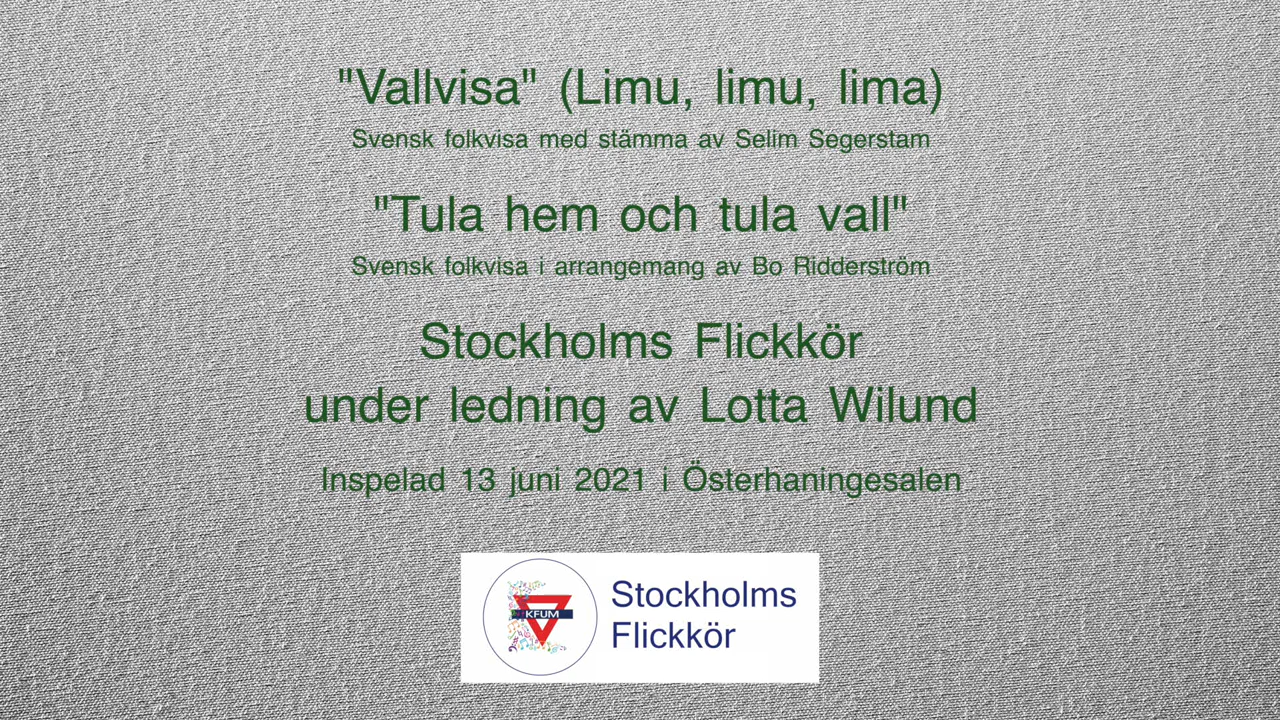 "Vallvisa" (Limu, limu, lima)
Svensk folkvisa med stämma av Selim Segerstam
"Tula hem och tula vall"
Svensk folkvisa i arrangemang av Bo Ridderström
Stockholms Flickkör
under ledning av Lotta Wilund
Inspelad 13 juni 2021 i Österhaningesalen
KFUM
Stockholms
Flickkör